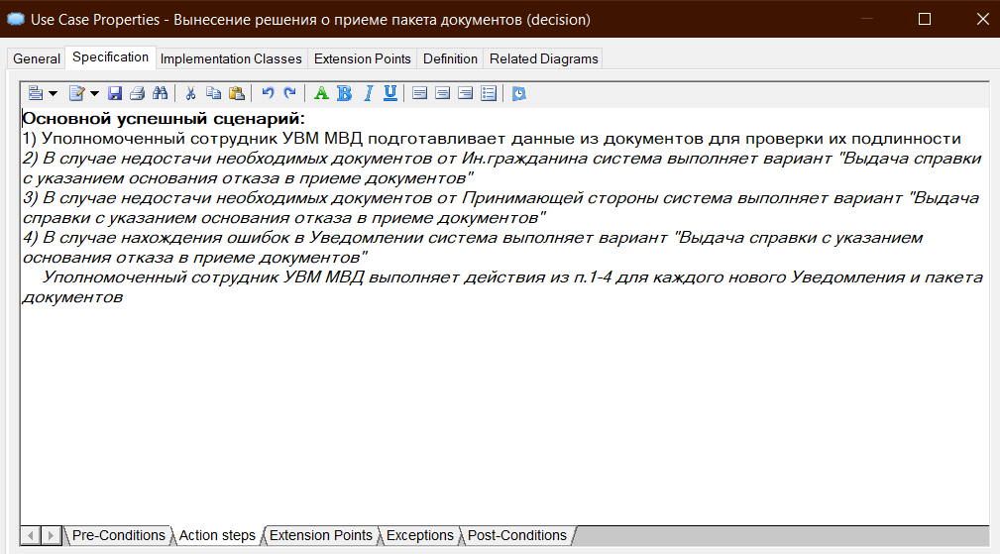 Use Case Properties - Вынесение решения о приеме пакета документов (decision)
General Specification Implementation Classes Extension Points Definition Related Diagrams
A B I U
Основной успешный сценарий:
1) Уполномоченный сотрудник УВМ МВД подготавливает данные из документов для проверки их подлинности
2) В случае недостачи необходимых документов от Ин.гражданина система выполняет вариант "Выдача справки
с указанием основания отказа в приеме документов"
3) В случае недостачи необходимых документов от Принимающей стороны система выполняет вариант "Выдача
справки с указанием основания отказа в приеме документов"
4) В случае нахождения ошибок в Уведомлении система выполняет вариант "Выдача справки с указанием
основания отказа в приеме документов"
Уполномоченный сотрудник УВМ МВД выполняет действия из п.1-4 для каждого нового Уведомления и пакета
документов
Pre-Conditions Action steps Extension Points Exceptions Post-Conditions